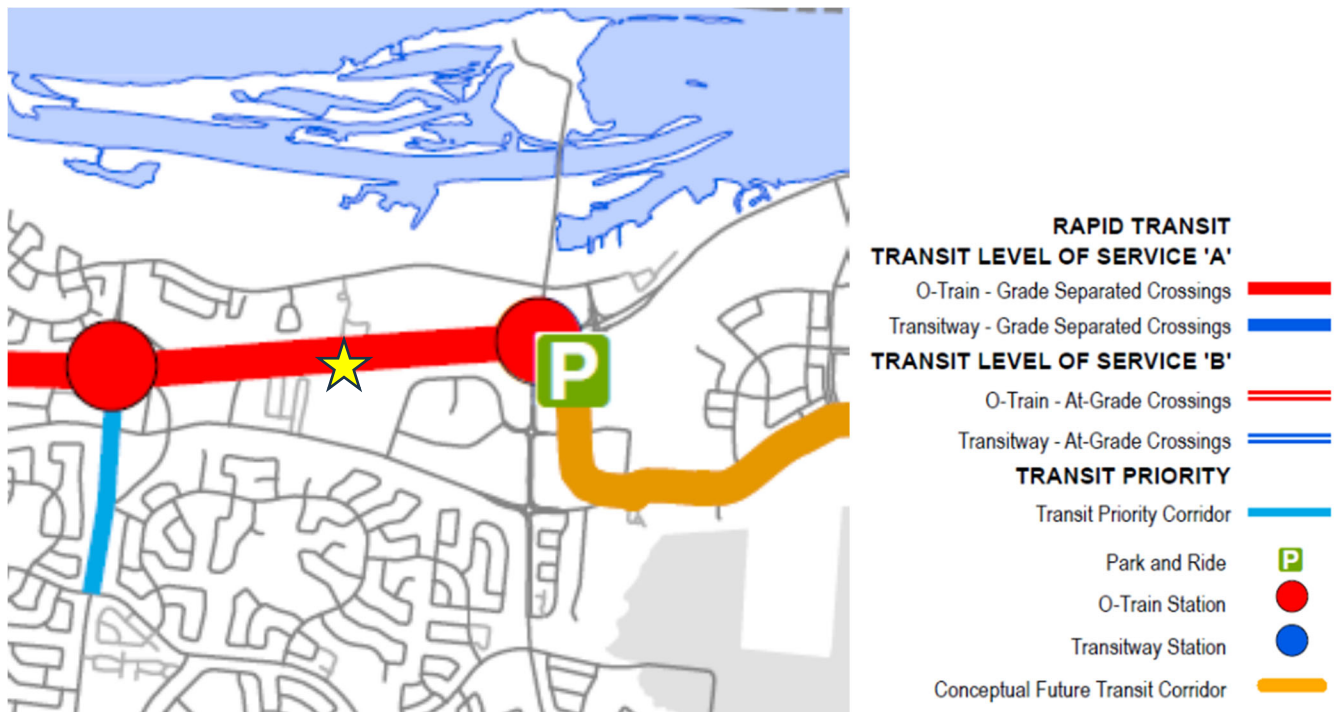 P
RAPID TRANSIT
TRANSIT LEVEL OF SERVICE 'A'
O-Train - Grade Separated Crossings
Transitway - Grade Separated Crossings
TRANSIT LEVEL OF SERVICE 'B'
O-Train - At-Grade Crossings
Transitway - At-Grade Crossings
TRANSIT PRIORITY
Transit Priority Corridor
Park and Ride P
O-Train Station
Transitway Station
Conceptual Future Transit Corridor